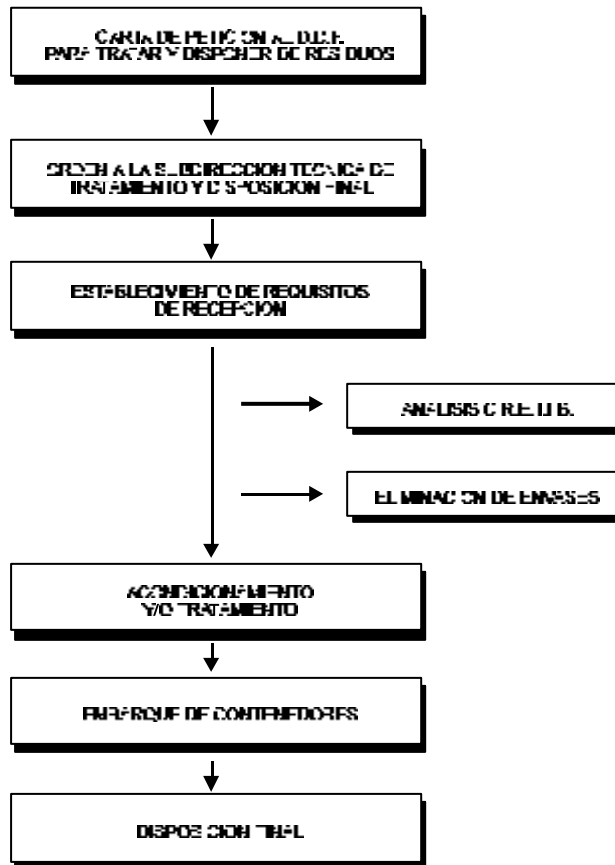 CARTA DE PETICION AL D.D.F.
PARA TRATAR Y DISPONER DE RESIDUOS
ORDEN A LA SUBDIRECCION TECNICA DE
TRATAMIENTO Y DISPOSICION FINAL
ESTABLECIMIENTO DE REQUISITOS
DE RECEPCION
ANALISIS C.R.E.T.I.B.
ELIMINACION DE ENVASES
ACONDICIONAMIENTO
Y/O TRATAMIENTO
EMBARQUE DE CONTENEDORES
DISPOSICION FINAL